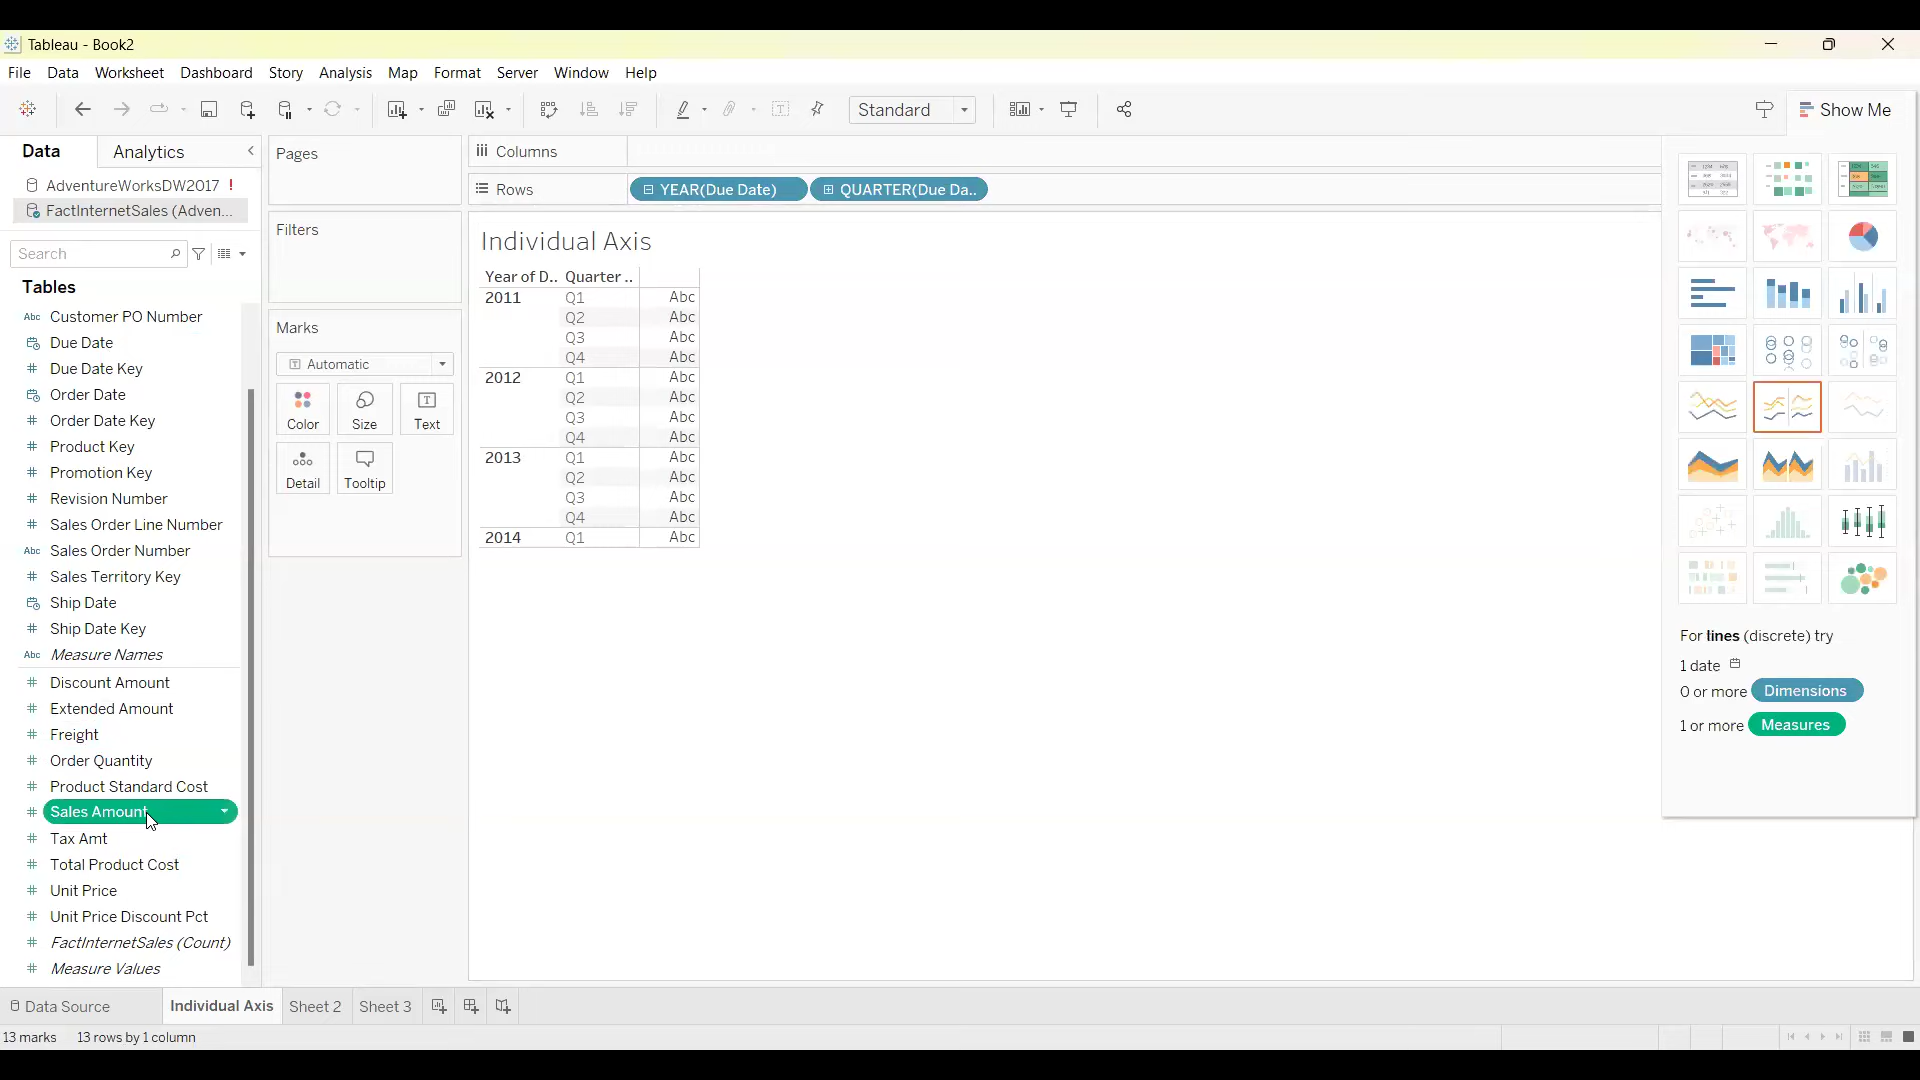 Tableau - Book2
File Data Worksheet Dashboard Story Analysis Map Format Server Window Help
Standard
Show Me
Data Analytics
AdventureWorksDW2017 !
FactInternetSales (Adven...
Search
Tables
Abc Customer PO Number
Due Date
# Due Date Key
Order Date
# Order Date Key
# Product Key
# Promotion Key
# Revision Number
# Sales Order Line Number
Abc Sales Order Number
# Sales Territory Key
Ship Date
# Ship Date Key
Abc Measure Names
# Discount Amount
# Extended Amount
# Freight
# Order Quantity
# Product Standard Cost
# Sales Amount
# Tax Amt
# Total Product Cost
# Unit Price
# Unit Price Discount Pct
# FactInternetSales (Count)
# Measure Values
Pages
Filters
Marks
Automatic
Color Size Text
Detail Tooltip
Columns
Rows YEAR(Due Date) QUARTER(Due Da..
Individual Axis
Year of D.. Quarter ..
2011 Q1 Abc
Q2 Abc
Q3 Abc
Q4 Abc
2012 Q1 Abc
Q2 Abc
Q3 Abc
Q4 Abc
2013 Q1 Abc
Q2 Abc
Q3 Abc
Q4 Abc
2014 Q1 Abc
For lines (discrete) try
1 date
0 or more Dimensions
1 or more Measures
Data Source Individual Axis Sheet 2 Sheet 3
13 marks 13 rows by 1 column